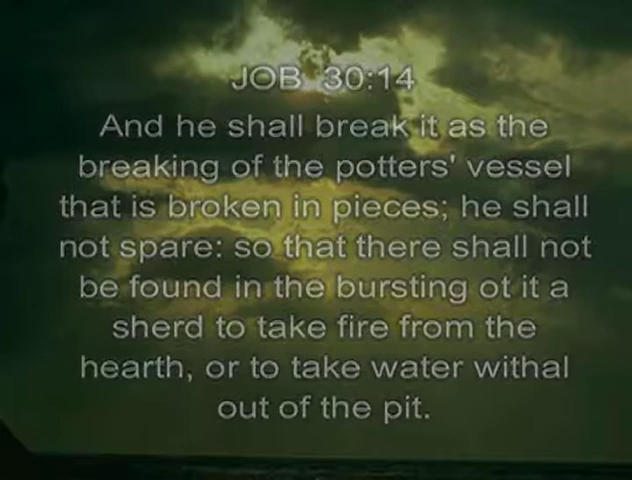 JOB 30:14
And he shall break it as the
breaking of the potters' vessel
that is broken in pieces; he shall
not spare: so that there shall not
be found in the bursting ot it a
sherd to take fire from the
hearth, or to take water withal
out of the pit.